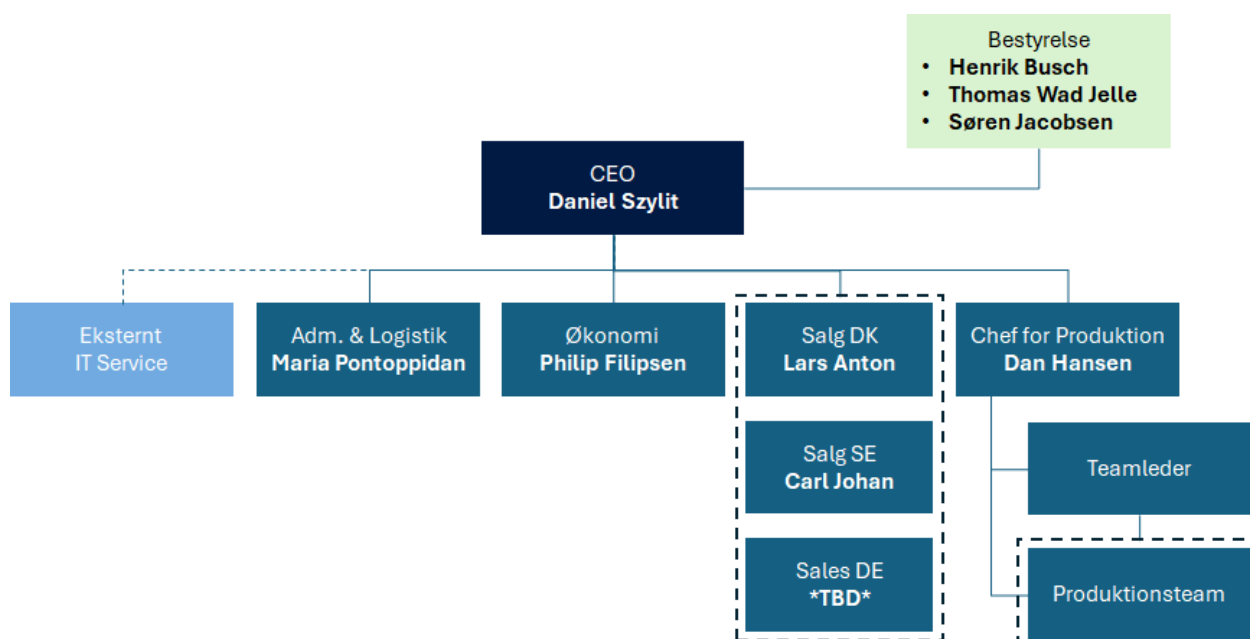 Bestyrelse
• Henrik Busch
• Thomas Wad Jelle
• Søren Jacobsen
CEO
Daniel Szylit
Eksternt
IT Service
Adm. & Logistik
Maria Pontoppidan
Økonomi
Philip Filipsen
Salg DK
Lars Anton
Chef for Produktion
Dan Hansen
Salg SE
Carl Johan
Teamleder
Sales DE
*TBD*
Produktionsteam